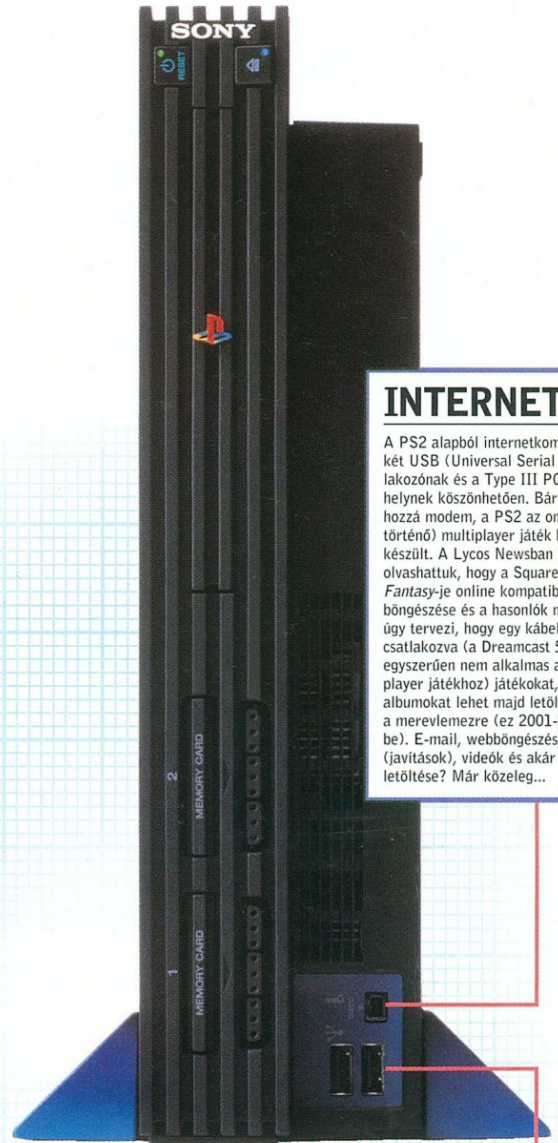 SONY
RESET
INTERNET
A PS2 alapból internetkom
két USB (Universal Serial
lakozónak és a Type III PC
helynek köszönhetően. Bár
hozzá modem, a PS2 az on
történő) multiplayer játék
készült. A Lycos Newsban
olvashattuk, hogy a Square
Fantasy-je online kompatib
böngészése és a hasonlók
úgy tervezi, hogy egy kábel
csatlakozva (a Dreamcast 5
egyszerűen nem alkalmas a
player játékhoz) játékokat,
albumokat lehet majd letöl
a merevlemezre (ez 2001-
be). E-mail, webböngészés
(javítások), videók és akár
letöltése? Már közeleg...
2
MEMORY CARD
1
MEMORY CARD